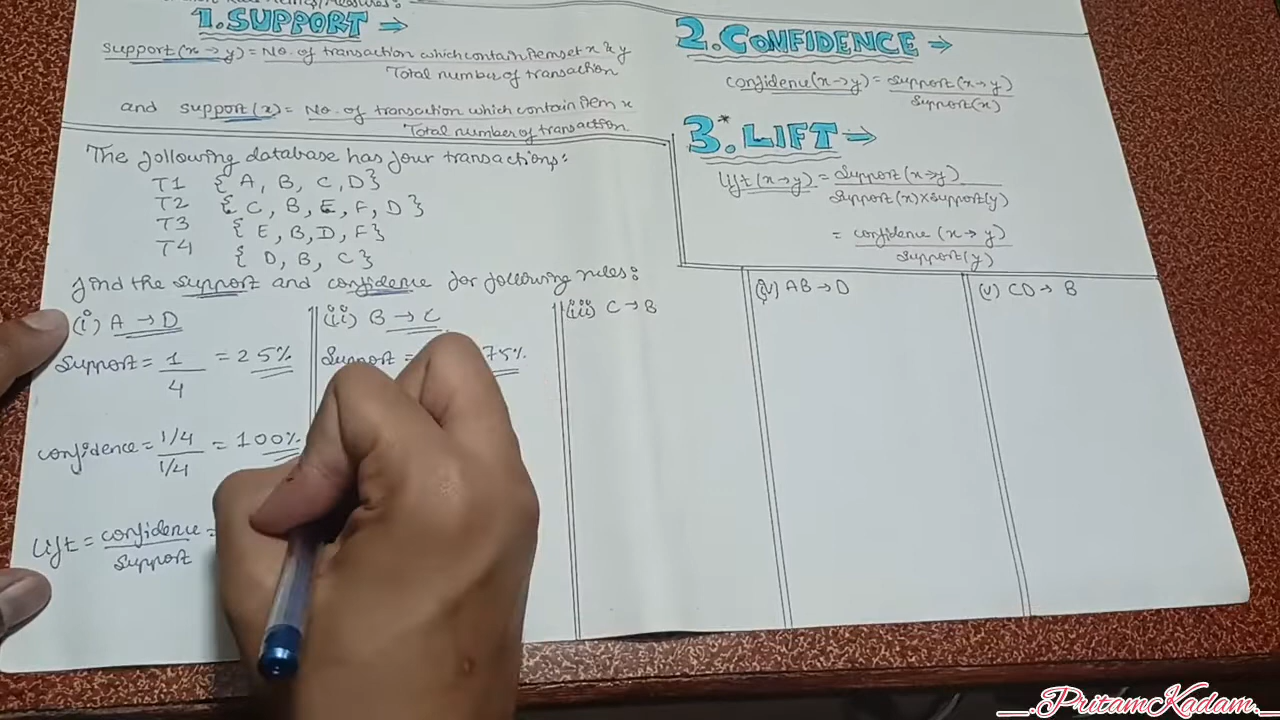 1. SUPPORT →
support (x → y) = No. of transaction which contain itemset x & y
Total number of transaction
and support (x) = No. of transaction which contain item x
Total number of transaction
2. CONFIDENCE →
confidence (x → y) = support (x → y)
support (x)
3.* LIFT →
Lift (x → y) = support (x → y)
support (x) x support (y)
= confidence (x → y)
support (y)
The following database has four transactions:
T1 { A, B, C, D }
T2 { C, B, E, F, D }
T3 { E, B, D, F }
T4 { D, B, C }
find the support and confidence for following rules:
(i) A → D
support = 1 = 25%
4
confidence = 1/4 = 100%
1/4
Lift = confidence =
support
(ii) B → C
support = 75%.
(iii) C → B
(iv) AB → D
(v) CD → B
__.PritamKadam.__